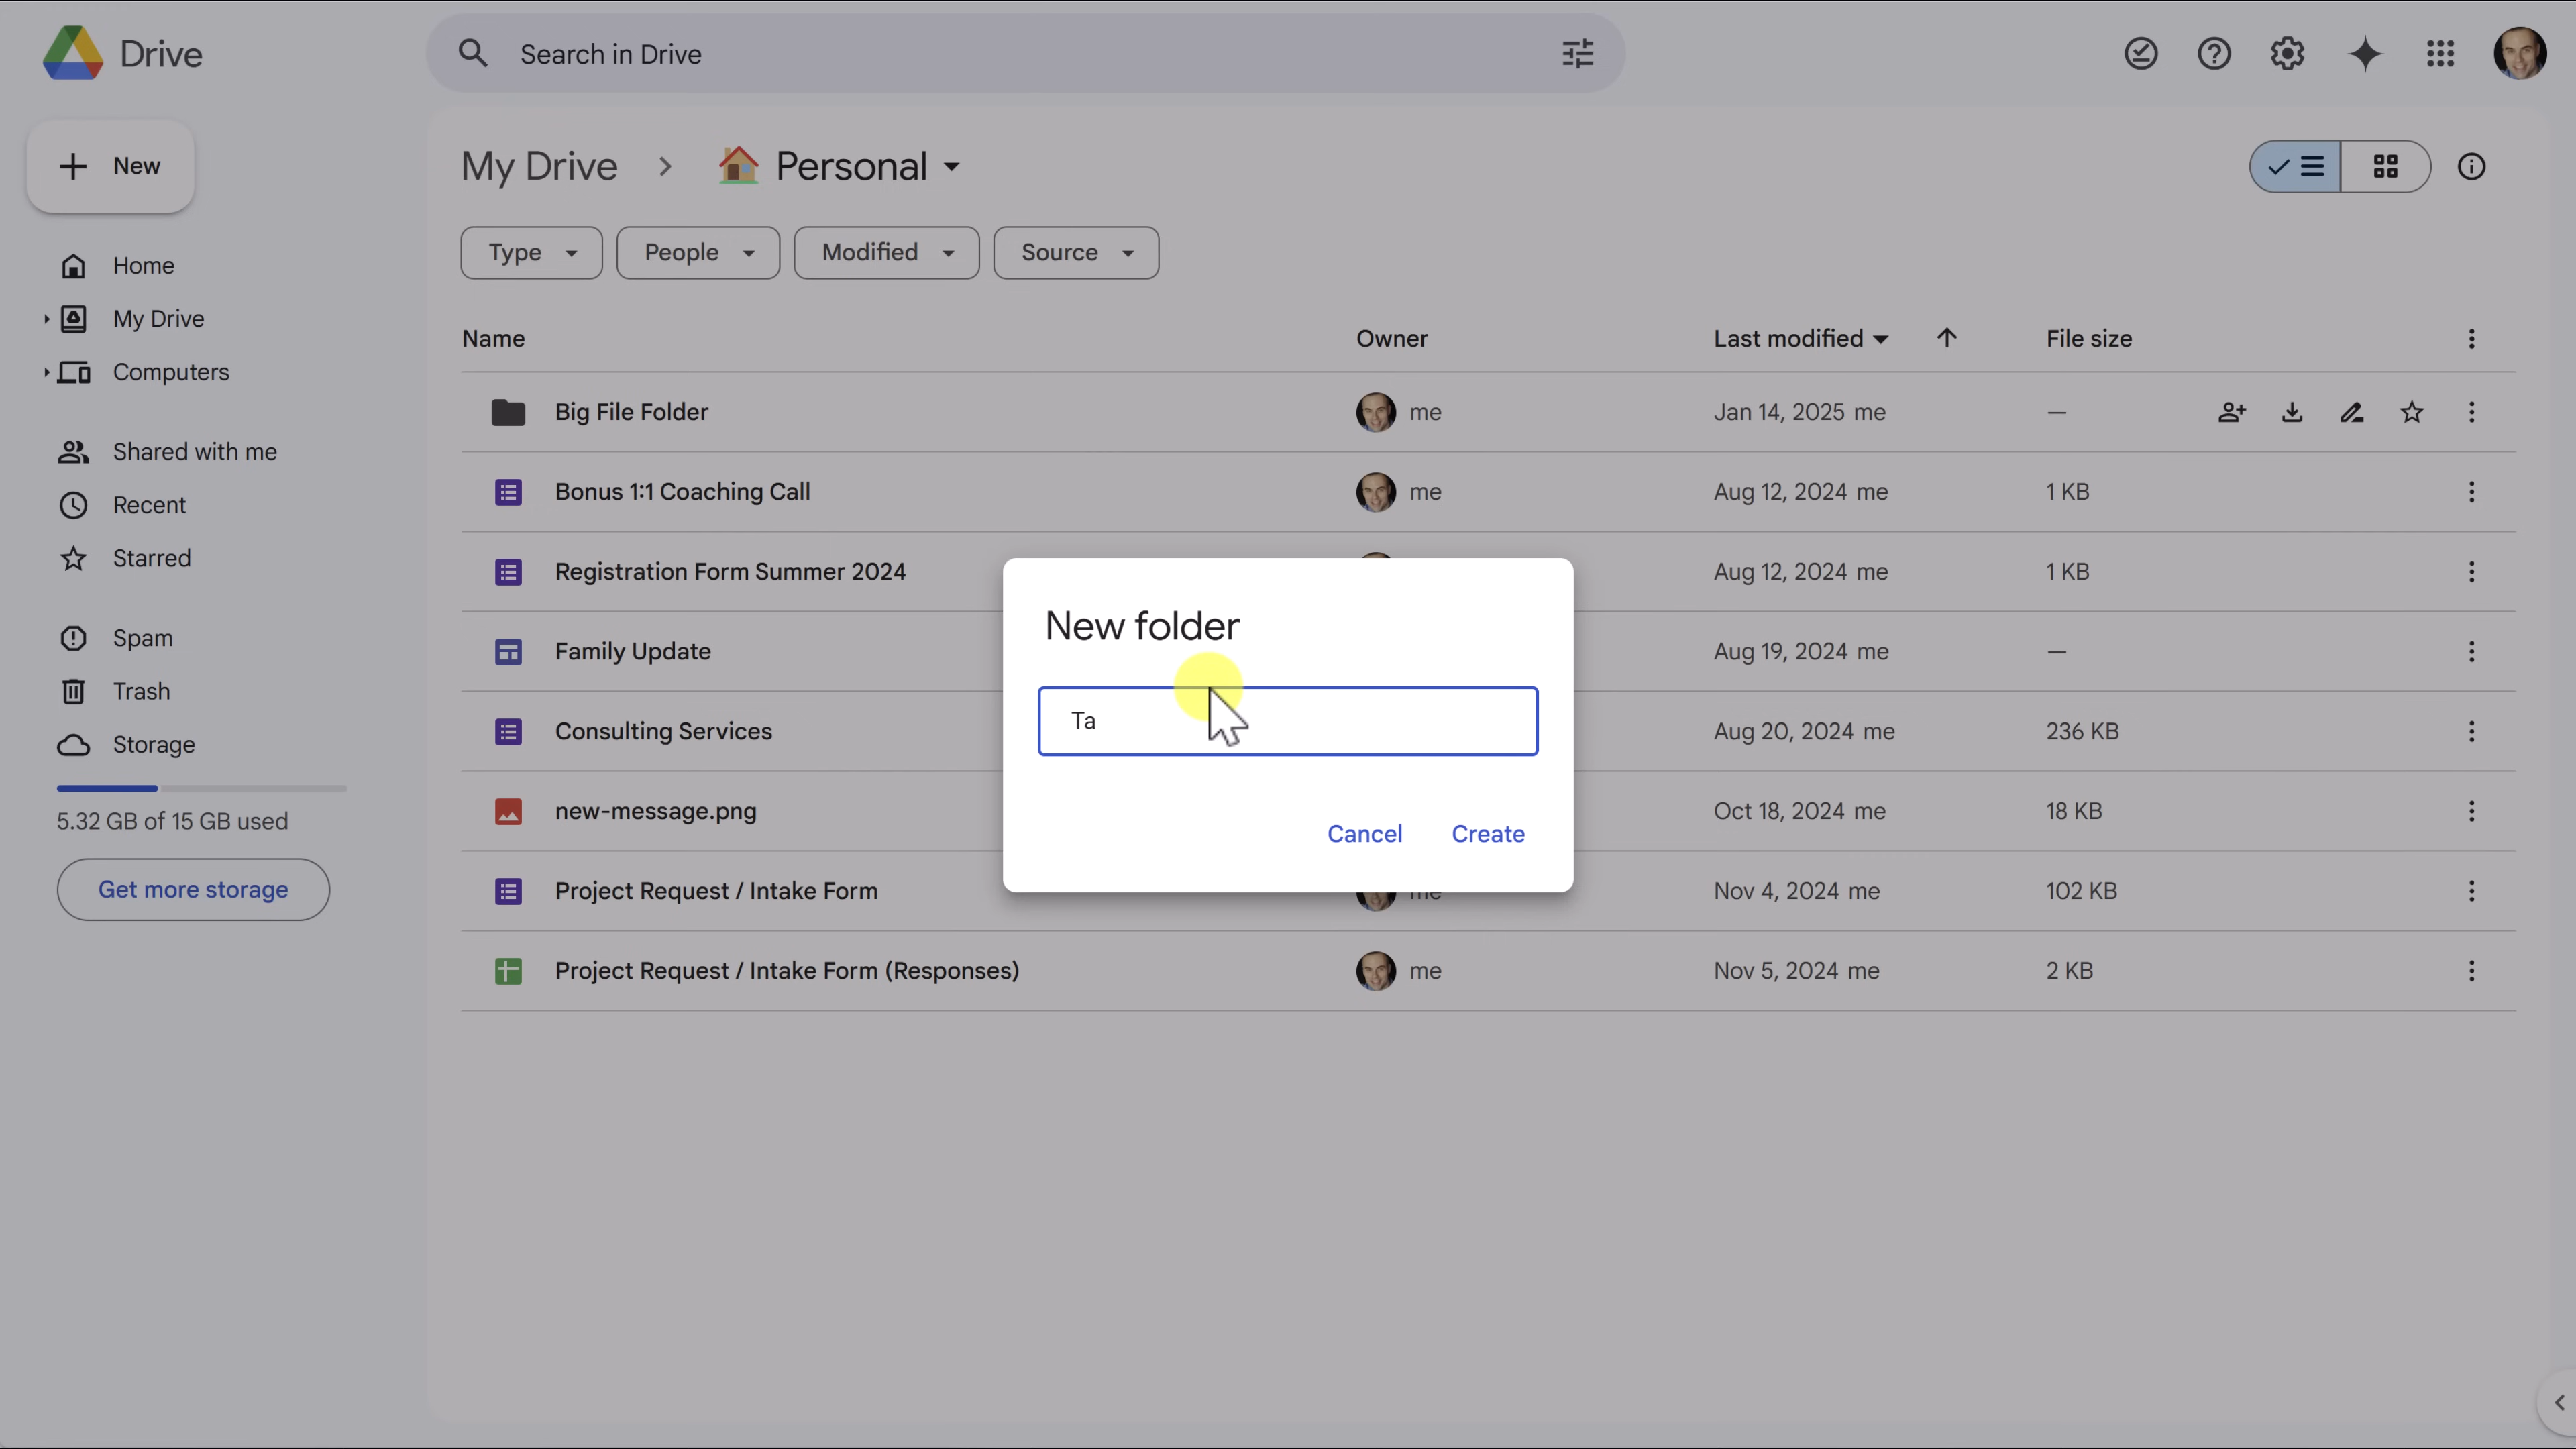 Drive
Search in Drive
New
Home
My Drive
Computers
Shared with me
Recent
Starred
Spam
Trash
Storage
5.32 GB of 15 GB used
Get more storage
My Drive > Personal
Type People Modified Source
Name Owner Last modified File size
Big File Folder me Jan 14, 2025 me —
Bonus 1:1 Coaching Call me Aug 12, 2024 me 1 KB
Registration Form Summer 2024 Aug 12, 2024 me 1 KB
Family Update Aug 19, 2024 me —
Consulting Services Aug 20, 2024 me 236 KB
new-message.png Oct 18, 2024 me 18 KB
Project Request / Intake Form me Nov 4, 2024 me 102 KB
Project Request / Intake Form (Responses) me Nov 5, 2024 me 2 KB
New folder
Ta
Cancel Create